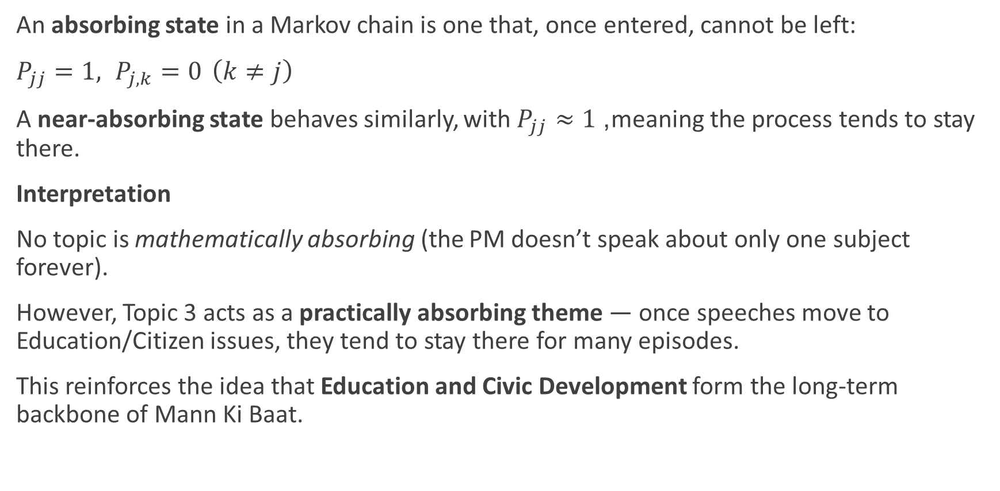 An absorbing state in a Markov chain is one that, once entered, cannot be left:
P_{jj} = 1, P_{j,k} = 0 (k ≠ j)
A near-absorbing state behaves similarly, with P_{jj} ≈ 1 ,meaning the process tends to stay
there.
Interpretation
No topic is mathematically absorbing (the PM doesn’t speak about only one subject
forever).
However, Topic 3 acts as a practically absorbing theme — once speeches move to
Education/Citizen issues, they tend to stay there for many episodes.
This reinforces the idea that Education and Civic Development form the long-term
backbone of Mann Ki Baat.